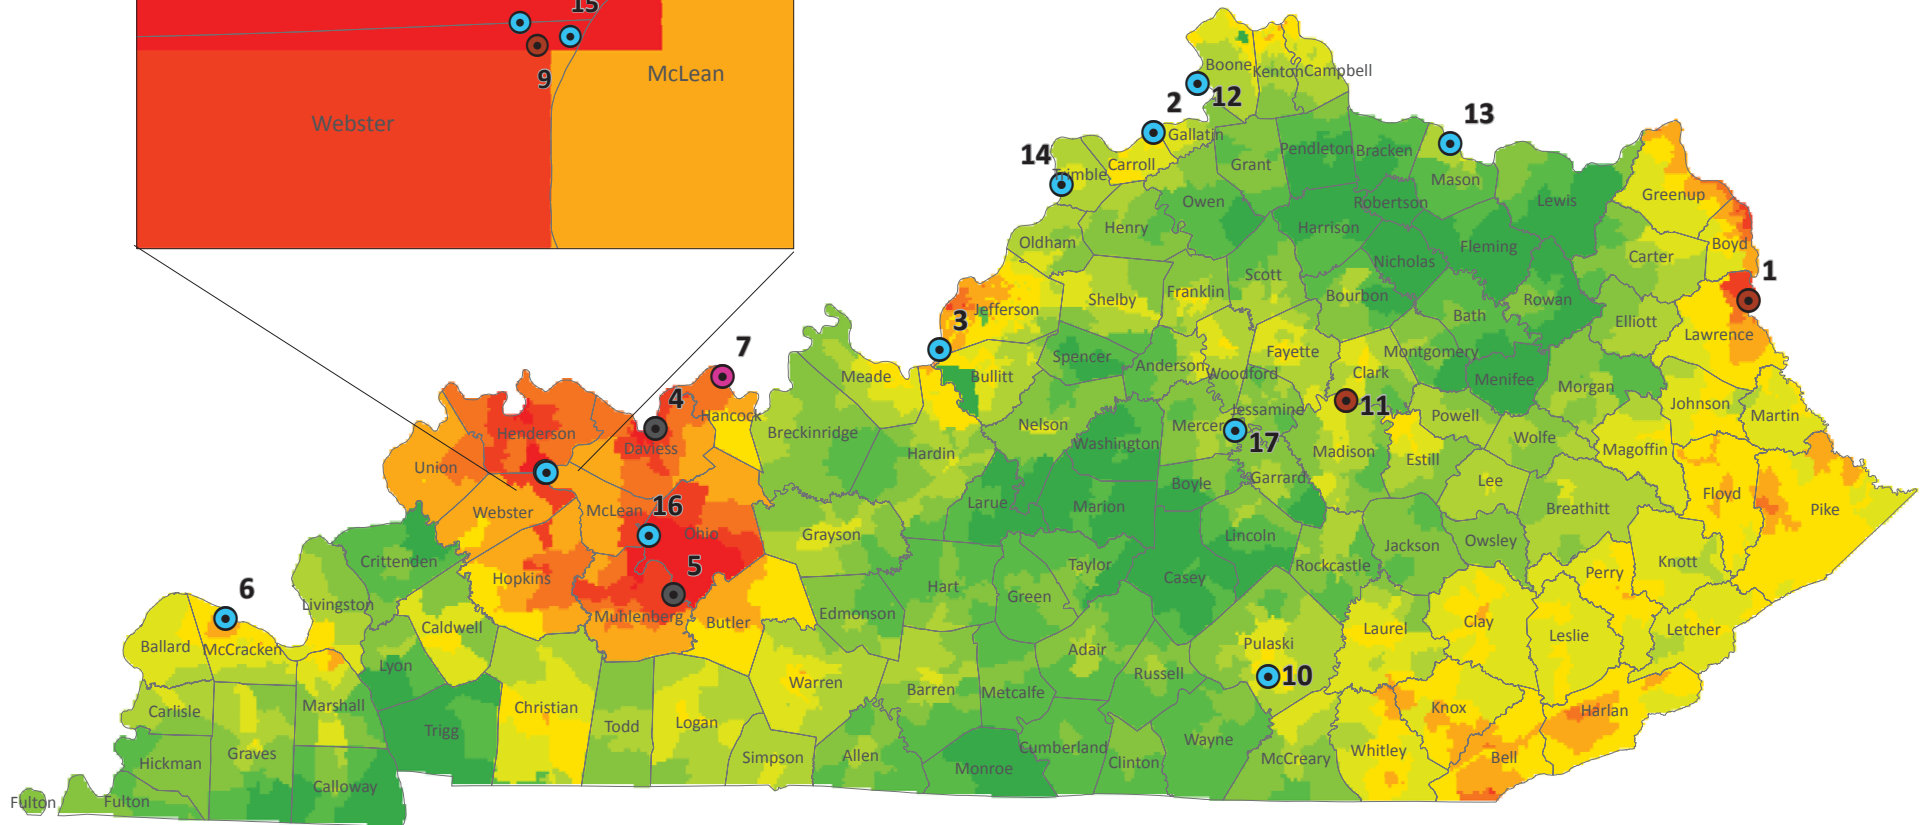 15
9
McLean
Webster
Boone
Kenton
Campbell
2
12
13
Gallatin
14
Carroll
Trimble
Grant
Pendleton
Bracken
Mason
Greenup
Owen
Robertson
Lewis
Henry
Harrison
Oldham
Fleming
Boyd
Carter
Nicholas
1
Scott
Shelby
Franklin
Bourbon
Rowan
Jefferson
Bath
Elliott
3
Lawrence
7
Spencer
Anderson
Fayette
Montgomery
Meade
Bullitt
Woodford
Clark
Menifee
Morgan
4
Hancock
Jessamine
11
Powell
Johnson
Martin
Henderson
Breckinridge
Nelson
Washington
Mercer
17
Wolfe
Daviess
Hardin
Madison
Estill
Magoffin
Union
Garrard
Lee
Boyle
Floyd
Webster
McLean
16
Larue
Marion
Breathitt
Pike
Ohio
Grayson
Lincoln
Jackson
Owsley
Crittenden
5
Taylor
Rockcastle
Knott
Hopkins
Hart
Green
Casey
Perry
6
Livingston
Muhlenberg
Butler
Edmonson
Caldwell
Laurel
Clay
Leslie
Letcher
Ballard
McCracken
Adair
Pulaski
Lyon
Russell
10
Warren
Barren
Metcalfe
Carlisle
Marshall
Christian
Todd
Logan
Knox
Harlan
Trigg
Wayne
Graves
Hickman
Simpson
Allen
Monroe
Cumberland
Clinton
McCreary
Whitley
Bell
Calloway
Fulton
Fulton